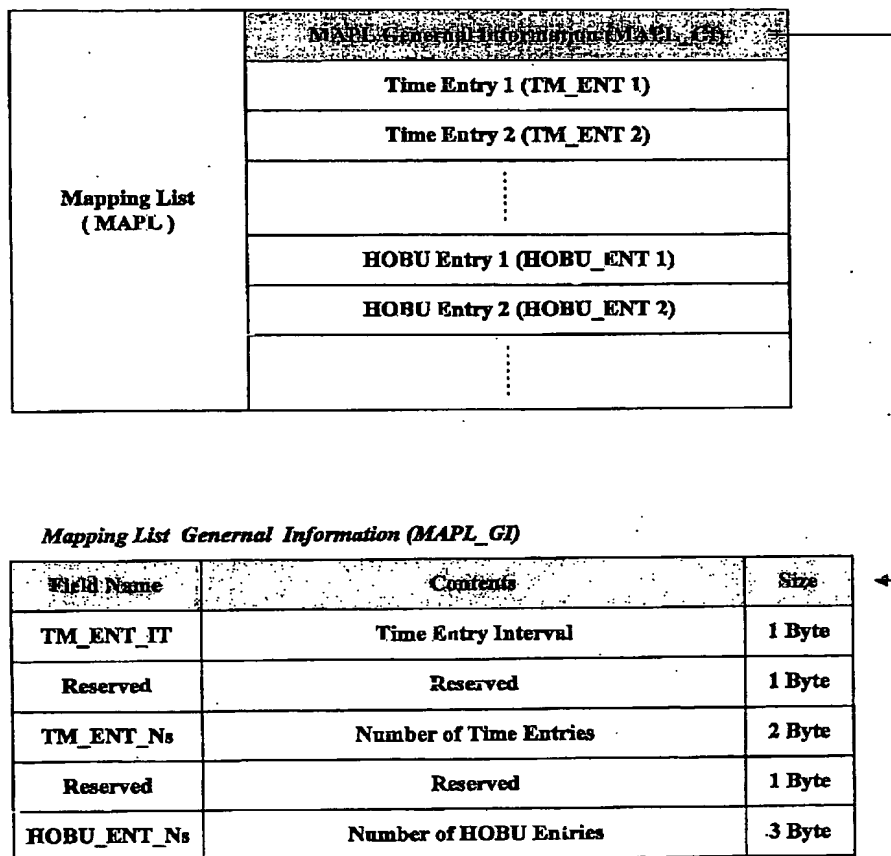 MAPL Genernal Information (MAPL_GI)
Time Entry 1 (TM_ENT 1)
Time Entry 2 (TM_ENT 2)
Mapping List
( MAPL )
HOBU Entry 1 (HOBU_ENT 1)
HOBU Entry 2 (HOBU_ENT 2)
Mapping List Genernal Information (MAPL_GI)
Field Name Contents Size
TM_ENT_IT Time Entry Interval 1 Byte
Reserved Reserved 1 Byte
TM_ENT_Ns Number of Time Entries 2 Byte
Reserved Reserved 1 Byte
HOBU_ENT_Ns Number of HOBU Entries 3 Byte